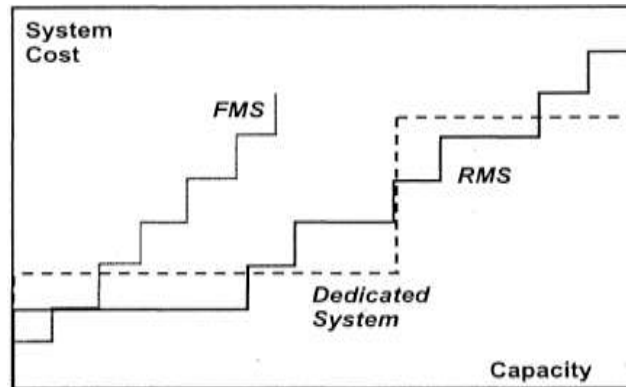 System
Cost
FMS
RMS
Dedicated
System
Capacity